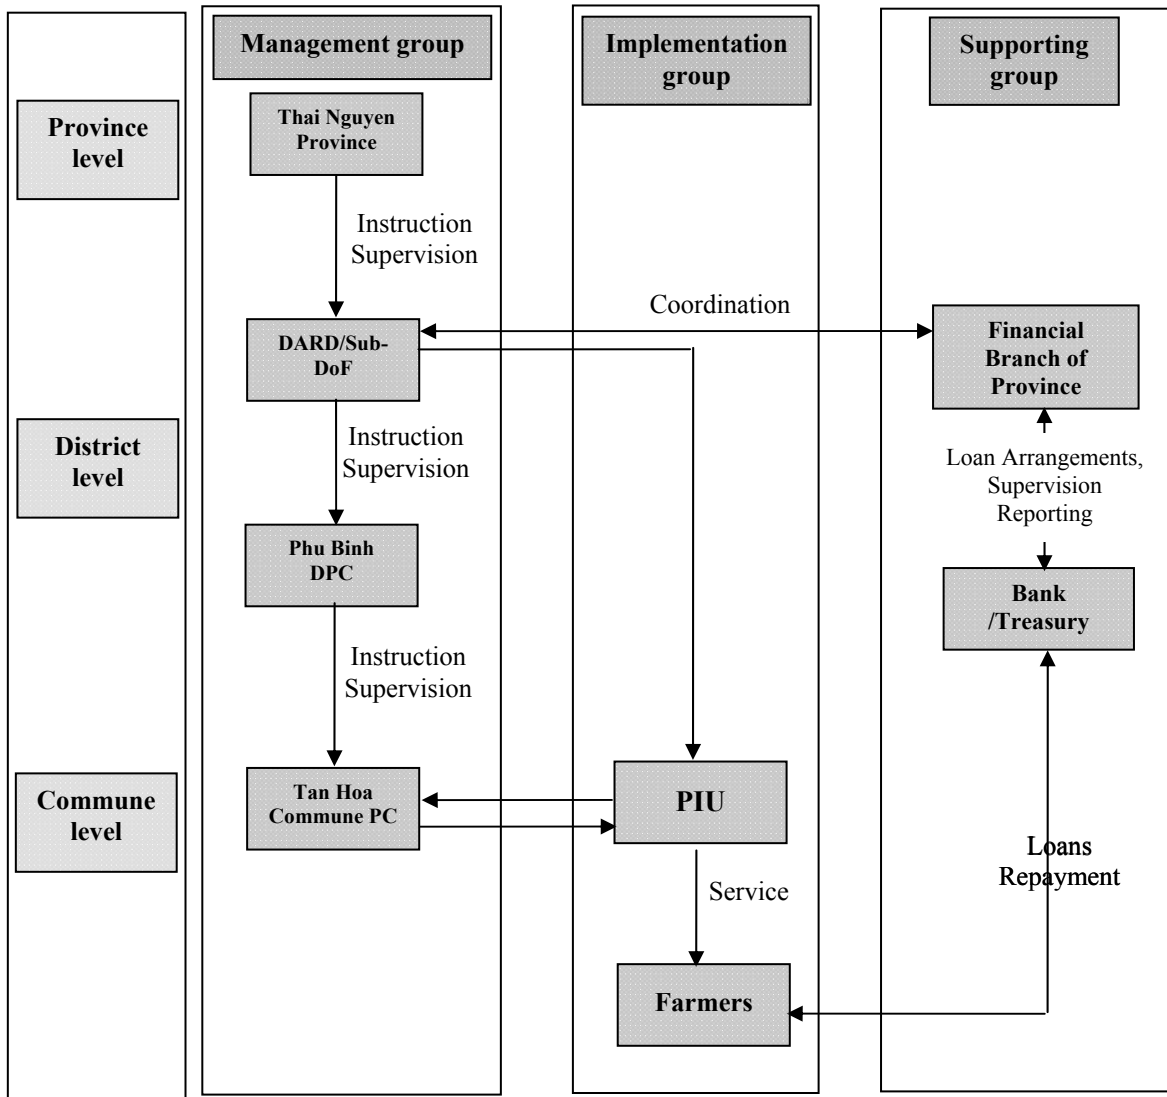 Management group
Implementation
group
Supporting
group
Province
level
Thai Nguyen
Province
Instruction
Supervision
Coordination
DARD/Sub-
DoF
Financial
Branch of
Province
District
level
Instruction
Supervision
Loan Arrangements,
Supervision
Reporting
Phu Binh
DPC
Bank
/Treasury
Instruction
Supervision
Commune
level
Tan Hoa
Commune PC
PIU
Loans
Repayment
Service
Farmers